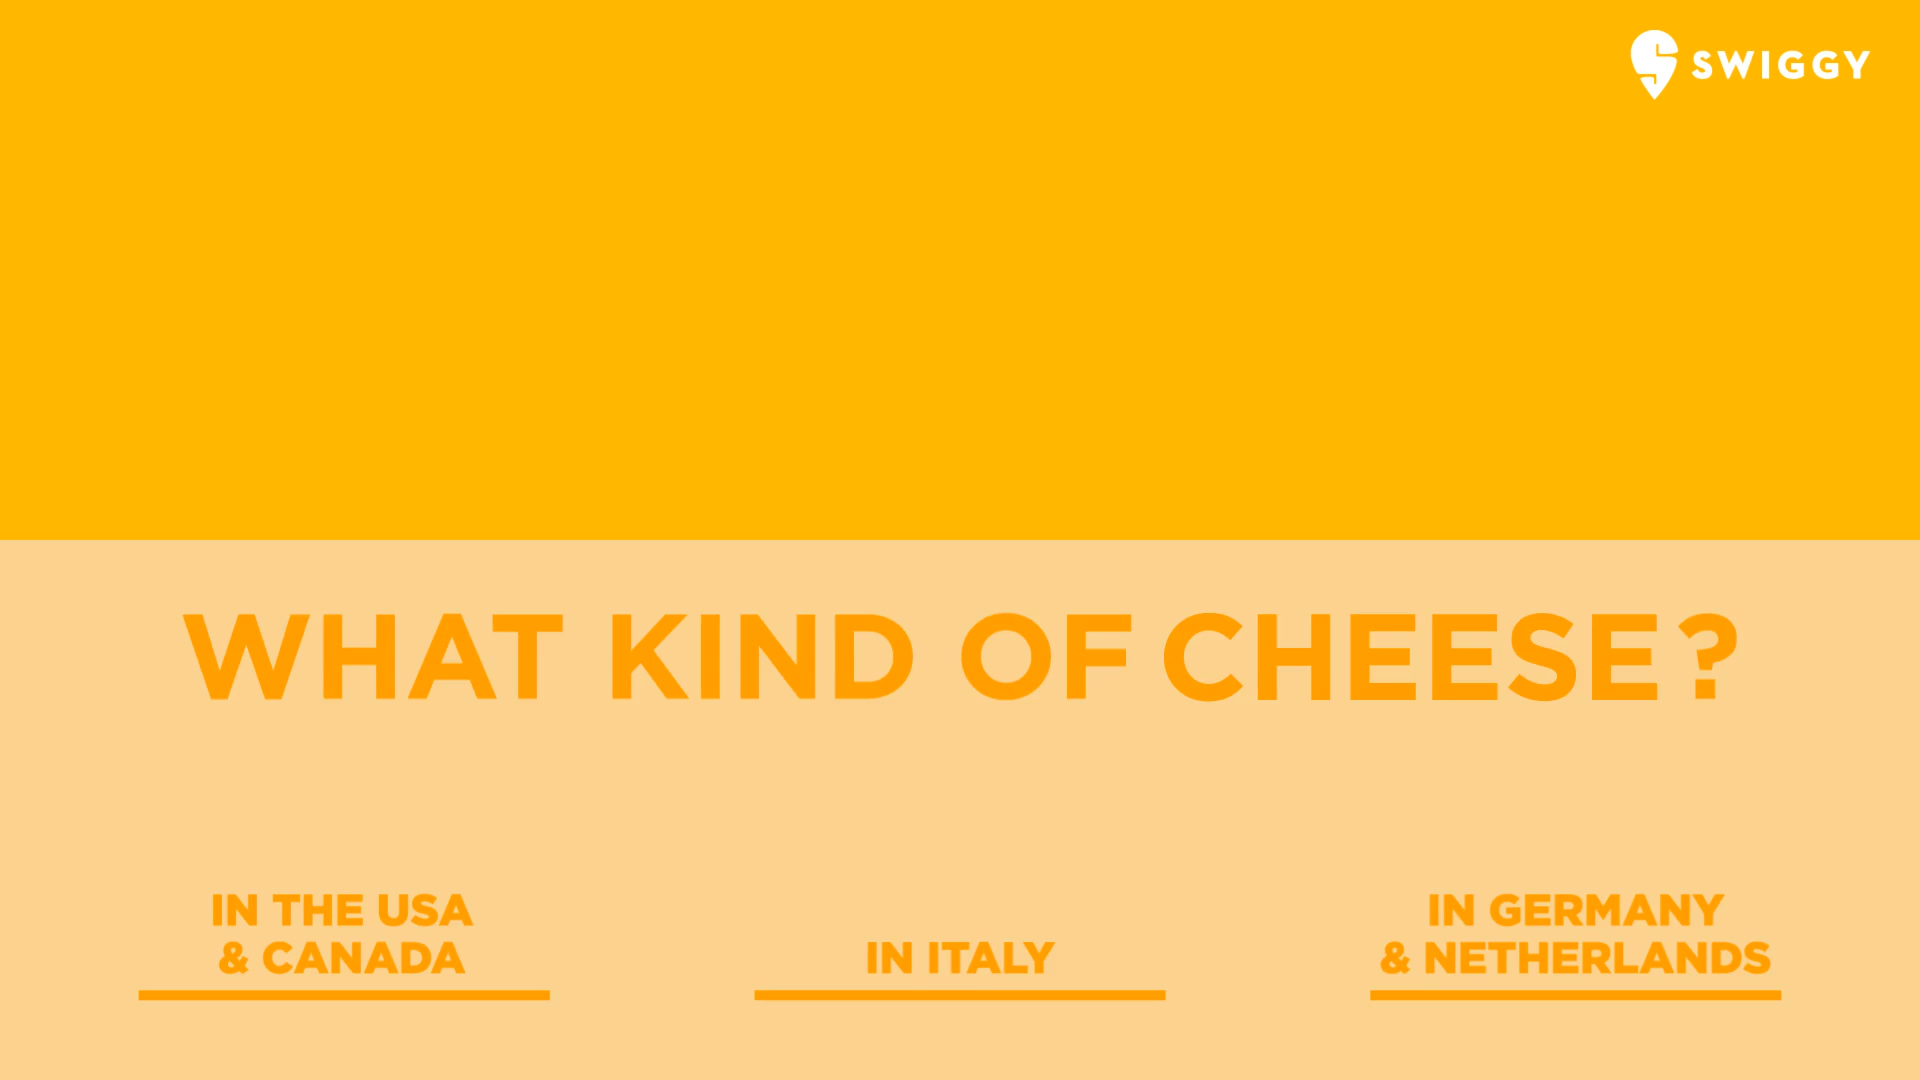 SWIGGY
WHAT KIND OF CHEESE?
IN THE USA
& CANADA
IN ITALY
IN GERMANY
& NETHERLANDS